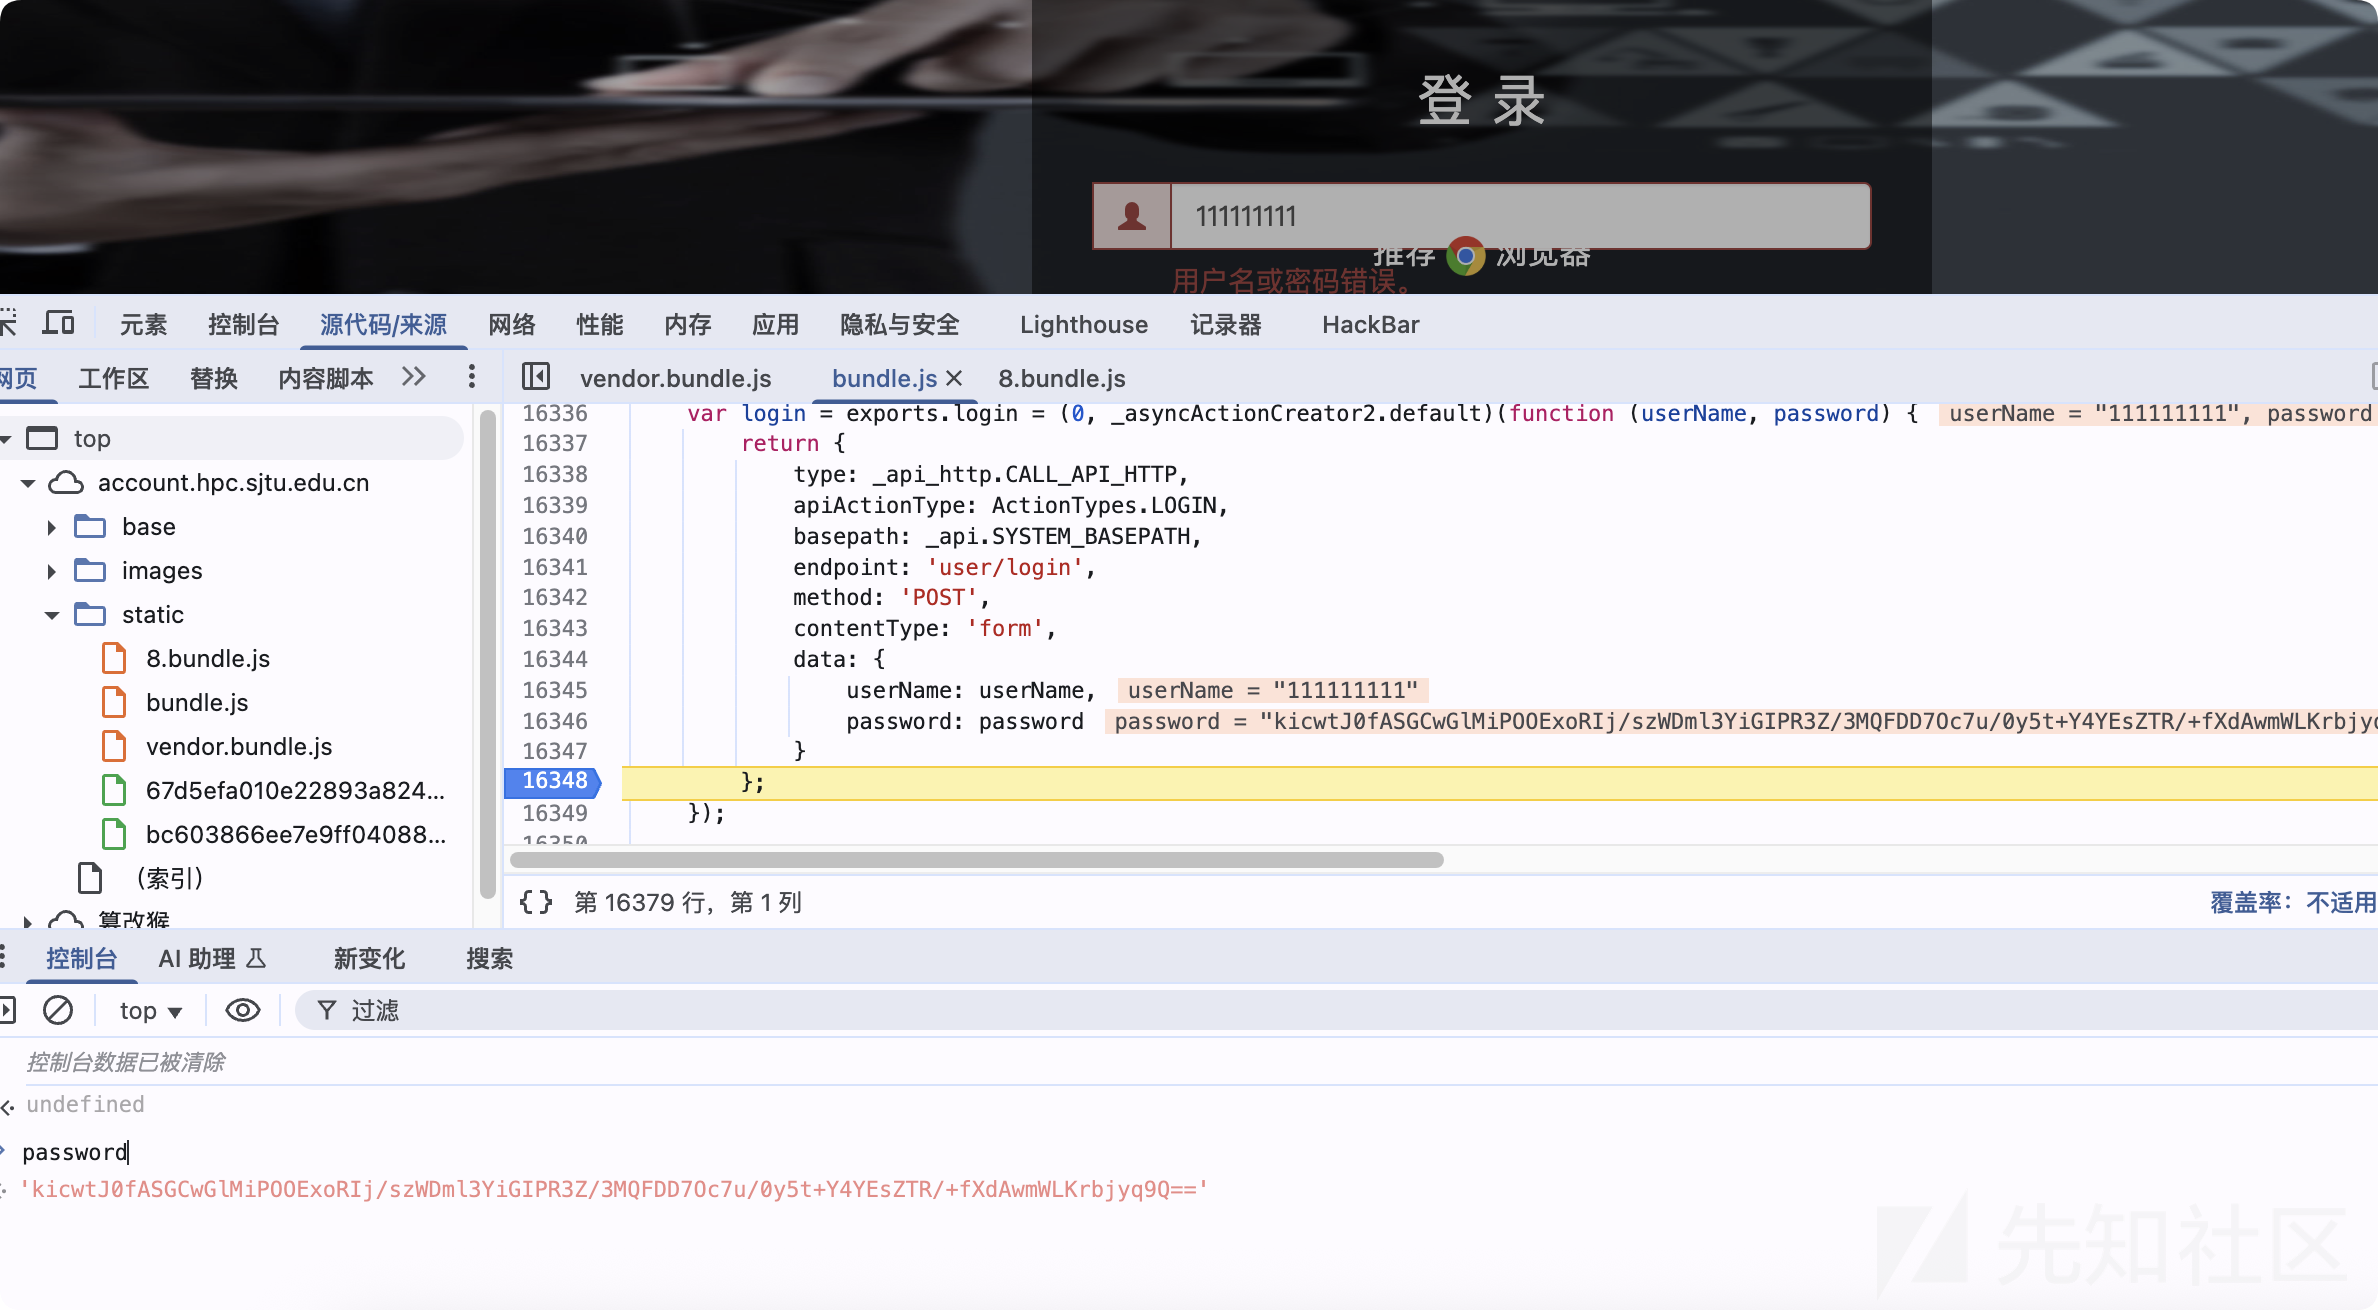 登 录
111111111
推荐 浏览器
用户名或密码错误。
元素 控制台 源代码/来源 网络 性能 内存 应用 隐私与安全 Lighthouse 记录器 HackBar
网页 工作区 替换 内容脚本
vendor.bundle.js bundle.js 8.bundle.js
top
account.hpc.sjtu.edu.cn
base
images
static
8.bundle.js
bundle.js
vendor.bundle.js
67d5efa010e22893a824...
bc603866ee7e9ff04088...
(索引)
篡改猴
16336 var login = exports.login = (0, _asyncActionCreator2.default)(function (userName, password) { userName = "111111111", password
16337 return {
16338 type: _api_http.CALL_API_HTTP,
16339 apiActionType: ActionTypes.LOGIN,
16340 basepath: _api.SYSTEM_BASEPATH,
16341 endpoint: 'user/login',
16342 method: 'POST',
16343 contentType: 'form',
16344 data: {
16345 userName: userName, userName = "111111111"
16346 password: password password = "kicwtJ0fASGCwGlMiPOOExoRIj/szWDml3YiGIPR3Z/3MQFDD7Oc7u/0y5t+Y4YEsZTR/+fXdAwmWLKrbjyq
16347 }
16348 };
16349 });
16350
{} 第 16379 行，第 1 列
覆盖率：不适用
控制台 AI 助理 新变化 搜索
top 过滤
控制台数据已被清除
undefined
password
'kicwtJ0fASGCwGlMiPOOExoRIj/szWDml3YiGIPR3Z/3MQFDD7Oc7u/0y5t+Y4YEsZTR/+fXdAwmWLKrbjyq9Q=='
先知社区